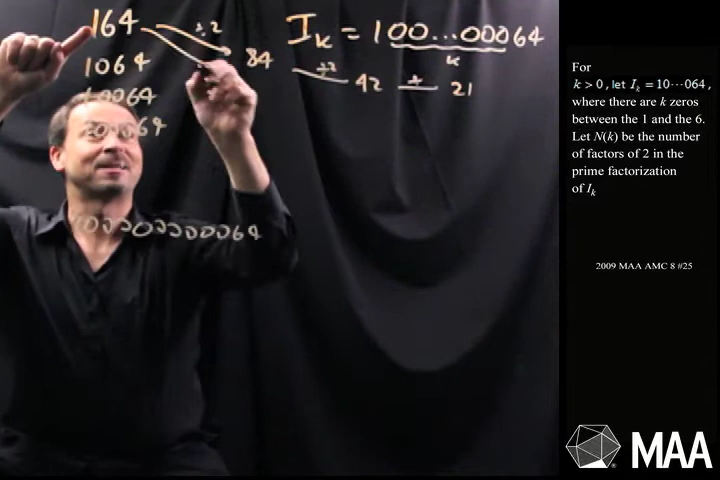 164 ÷2 84 ÷2 42 ÷ 21
I_k = 100...00064
k
1064
10064
100000000064
For
k > 0, let I_k = 10⋯064,
where there are k zeros
between the 1 and the 6.
Let N(k) be the number
of factors of 2 in the
prime factorization
of I_k
2009 MAA AMC 8 #25
MAA